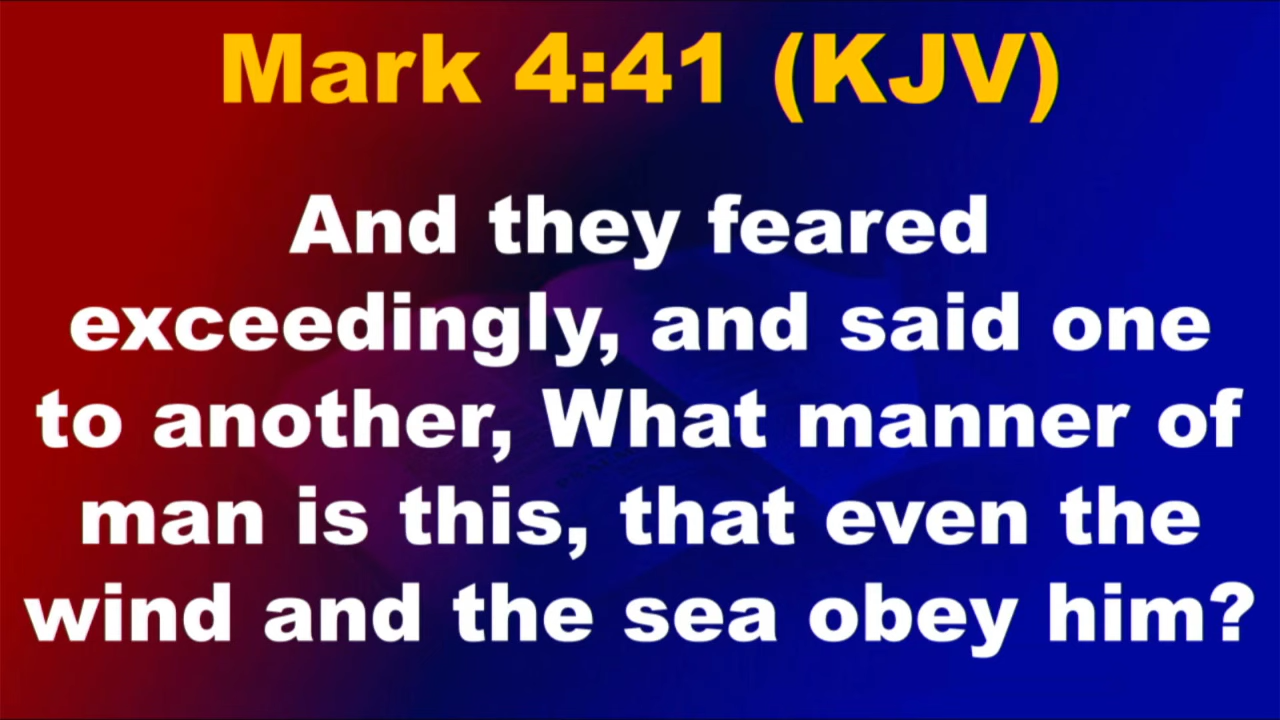 Mark 4:41 (KJV)
And they feared
exceedingly, and said one
to another, What manner of
man is this, that even the
wind and the sea obey him?